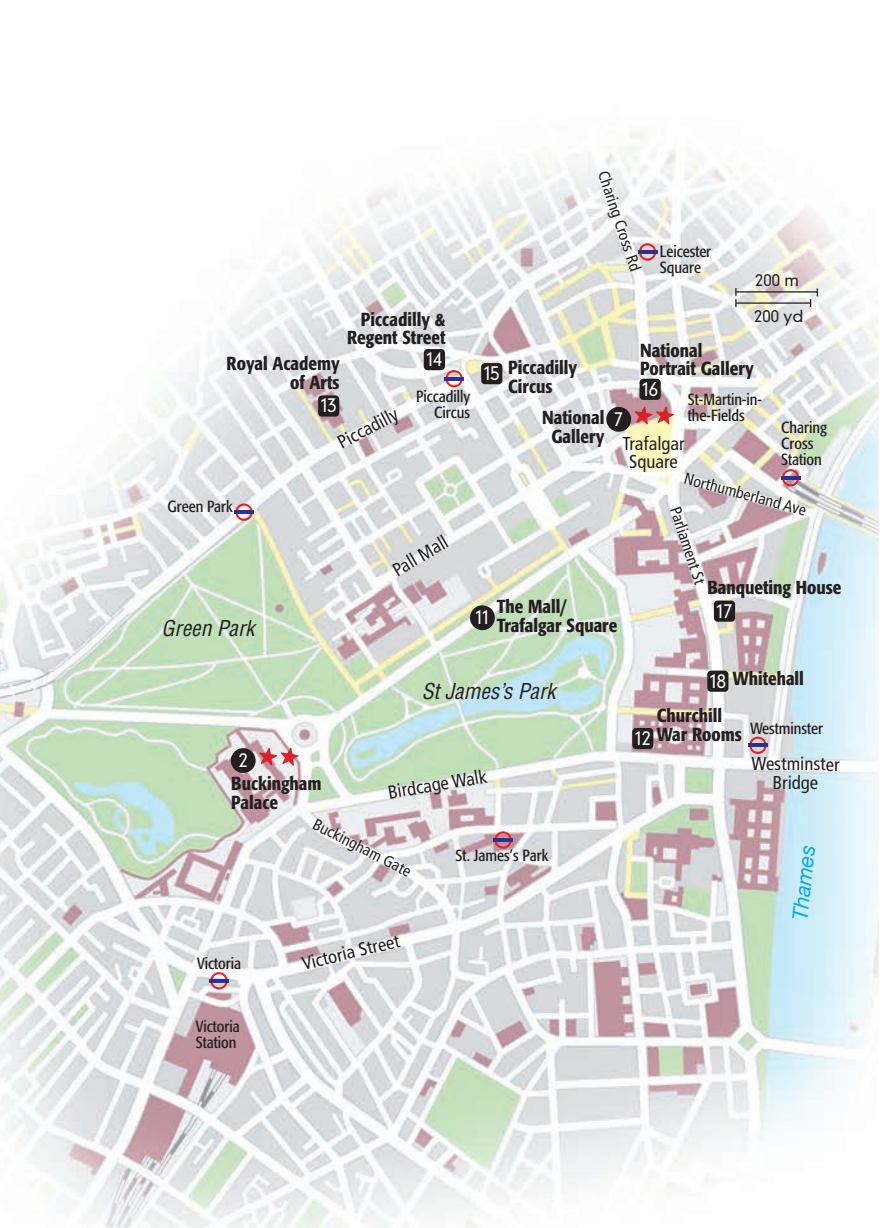 Charing Cross Rd
Leicester
Square
200 m
200 yd
Piccadilly &
Regent Street
14
Royal Academy
of Arts
13
15
Piccadilly
Circus
Piccadilly
Circus
National
Portrait Gallery
16
National
Gallery
7
St-Martin-in-
the-Fields
Trafalgar
Square
Charing
Cross
Station
Piccadilly
Northumberland Ave
Green Park
Parliament St
Pall Mall
Banqueting House
17
11
The Mall/
Trafalgar Square
Green Park
St James's Park
18 Whitehall
Churchill
12 War Rooms
Westminster
Westminster
Bridge
2
Buckingham
Palace
Birdcage Walk
Buckingham Gate
St. James's Park
Thames
Victoria Street
Victoria
Victoria
Station